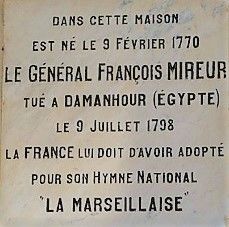 DANS CETTE MAISON
EST NÉ LE 9 FÉVRIER 1770
LE GÉNÉRAL FRANÇOIS MIREUR
TUÉ A DAMANHOUR (ÉGYPTE)
LE 9 JUILLET 1798
LA FRANCE LUI DOIT D'AVOIR ADOPTÉ
POUR SON HYMNE NATIONAL
"LA MARSEILLAISE"